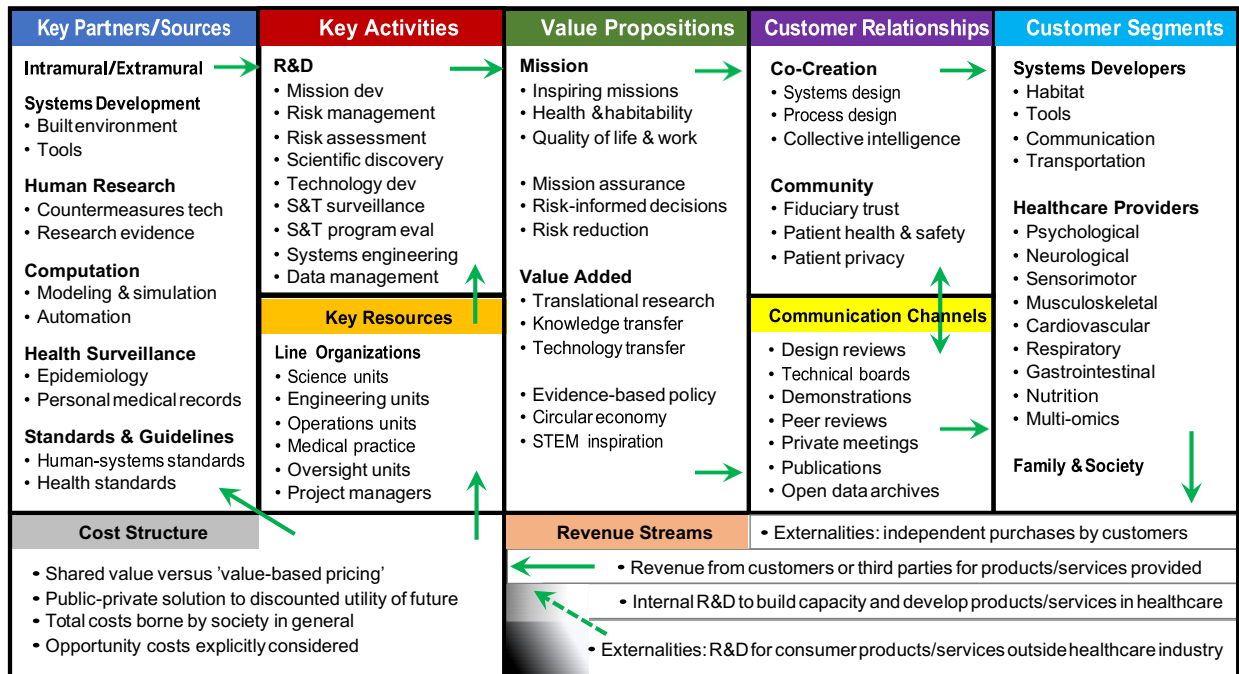 Key Partners/Sources
Intramural/Extramural
Systems Development
• Built environment
• Tools
Human Research
• Countermeasures tech
• Research evidence
Computation
• Modeling & simulation
• Automation
Health Surveillance
• Epidemiology
• Personal medical records
Standards & Guidelines
• Human-systems standards
• Health standards
Key Activities
R&D
• Mission dev
• Risk management
• Risk assessment
• Scientific discovery
• Technology dev
• S&T surveillance
• S&T program eval
• Systems engineering
• Data management
Key Resources
Line Organizations
• Science units
• Engineering units
• Operations units
• Medical practice
• Oversight units
• Project managers
Value Propositions
Mission
• Inspiring missions
• Health & habitability
• Quality of life & work
• Mission assurance
• Risk-informed decisions
• Risk reduction
Value Added
• Translational research
• Knowledge transfer
• Technology transfer
• Evidence-based policy
• Circular economy
• STEM inspiration
Customer Relationships
Co-Creation
• Systems design
• Process design
• Collective intelligence
Community
• Fiduciary trust
• Patient health & safety
• Patient privacy
Communication Channels
• Design reviews
• Technical boards
• Demonstrations
• Peer reviews
• Private meetings
• Publications
• Open data archives
Customer Segments
Systems Developers
• Habitat
• Tools
• Communication
• Transportation
Healthcare Providers
• Psychological
• Neurological
• Sensorimotor
• Musculoskeletal
• Cardiovascular
• Respiratory
• Gastrointestinal
• Nutrition
• Multi-omics
Family & Society
Cost Structure
• Shared value versus 'value-based pricing'
• Public-private solution to discounted utility of future
• Total costs borne by society in general
• Opportunity costs explicitly considered
Revenue Streams
• Externalities: independent purchases by customers
• Revenue from customers or third parties for products/services provided
• Internal R&D to build capacity and develop products/services in healthcare
• Externalities: R&D for consumer products/services outside healthcare industry